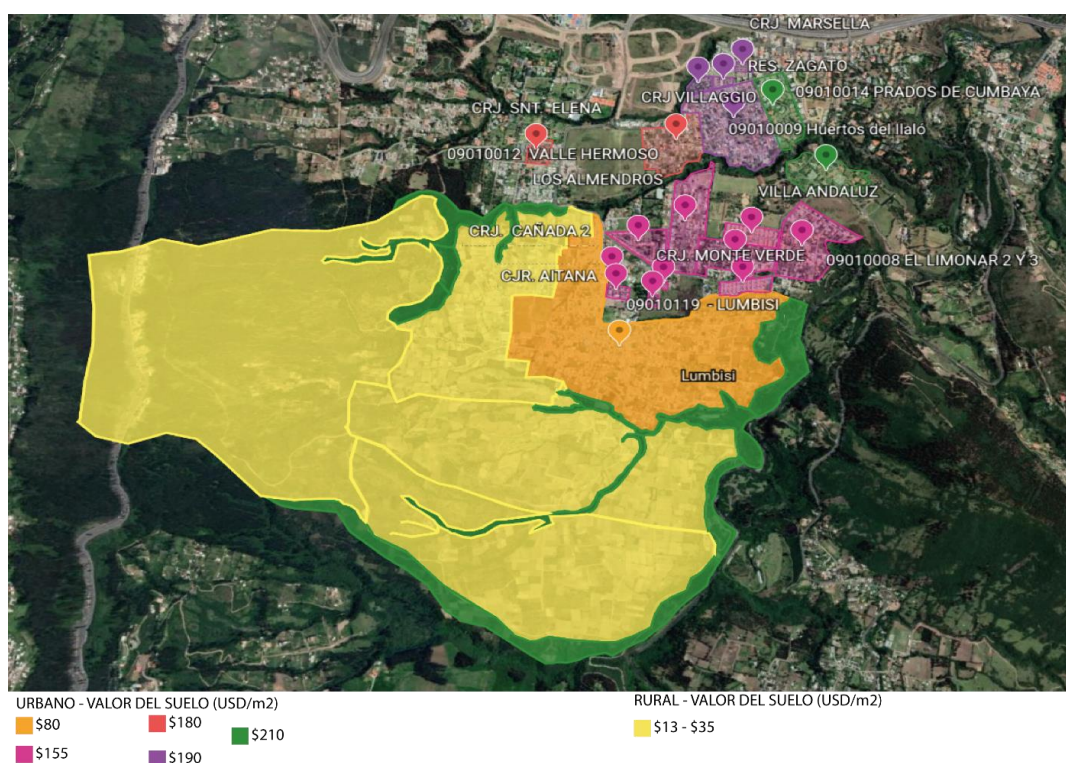 CRJ. MARSELLA
RES. ZAGATO
09010014 PRADOS DE CUMBAYA
CRJ VILLAGGIO
CRJ. SNT. ELENA
09010009 Huertos del Ilaló
09010012 VALLE HERMOSO
LOS ALMENDROS
VILLA ANDALUZ
CRJ. CAÑADA 2
CRJ. MONTE VERDE
09010008 EL LIMONAR 2 Y 3
CJR. AITANA
09010119 - LUMBISI
Lumbisi
URBANO - VALOR DEL SUELO (USD/m2)
$80
$155
$180
$190
$210
RURAL - VALOR DEL SUELO (USD/m2)
$13 - $35